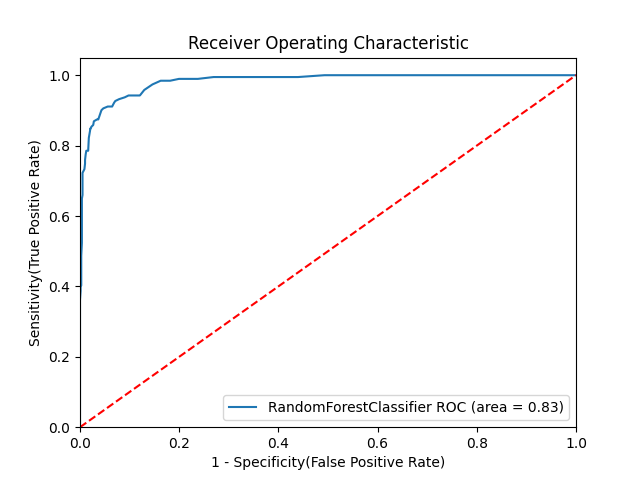 Receiver Operating Characteristic
1.0
0.8
0.6
0.4
0.2
0.0
Sensitivity(True Positive Rate)
RandomForestClassifier ROC (area = 0.83)
0.0 0.2 0.4 0.6 0.8 1.0
1 - Specificity(False Positive Rate)